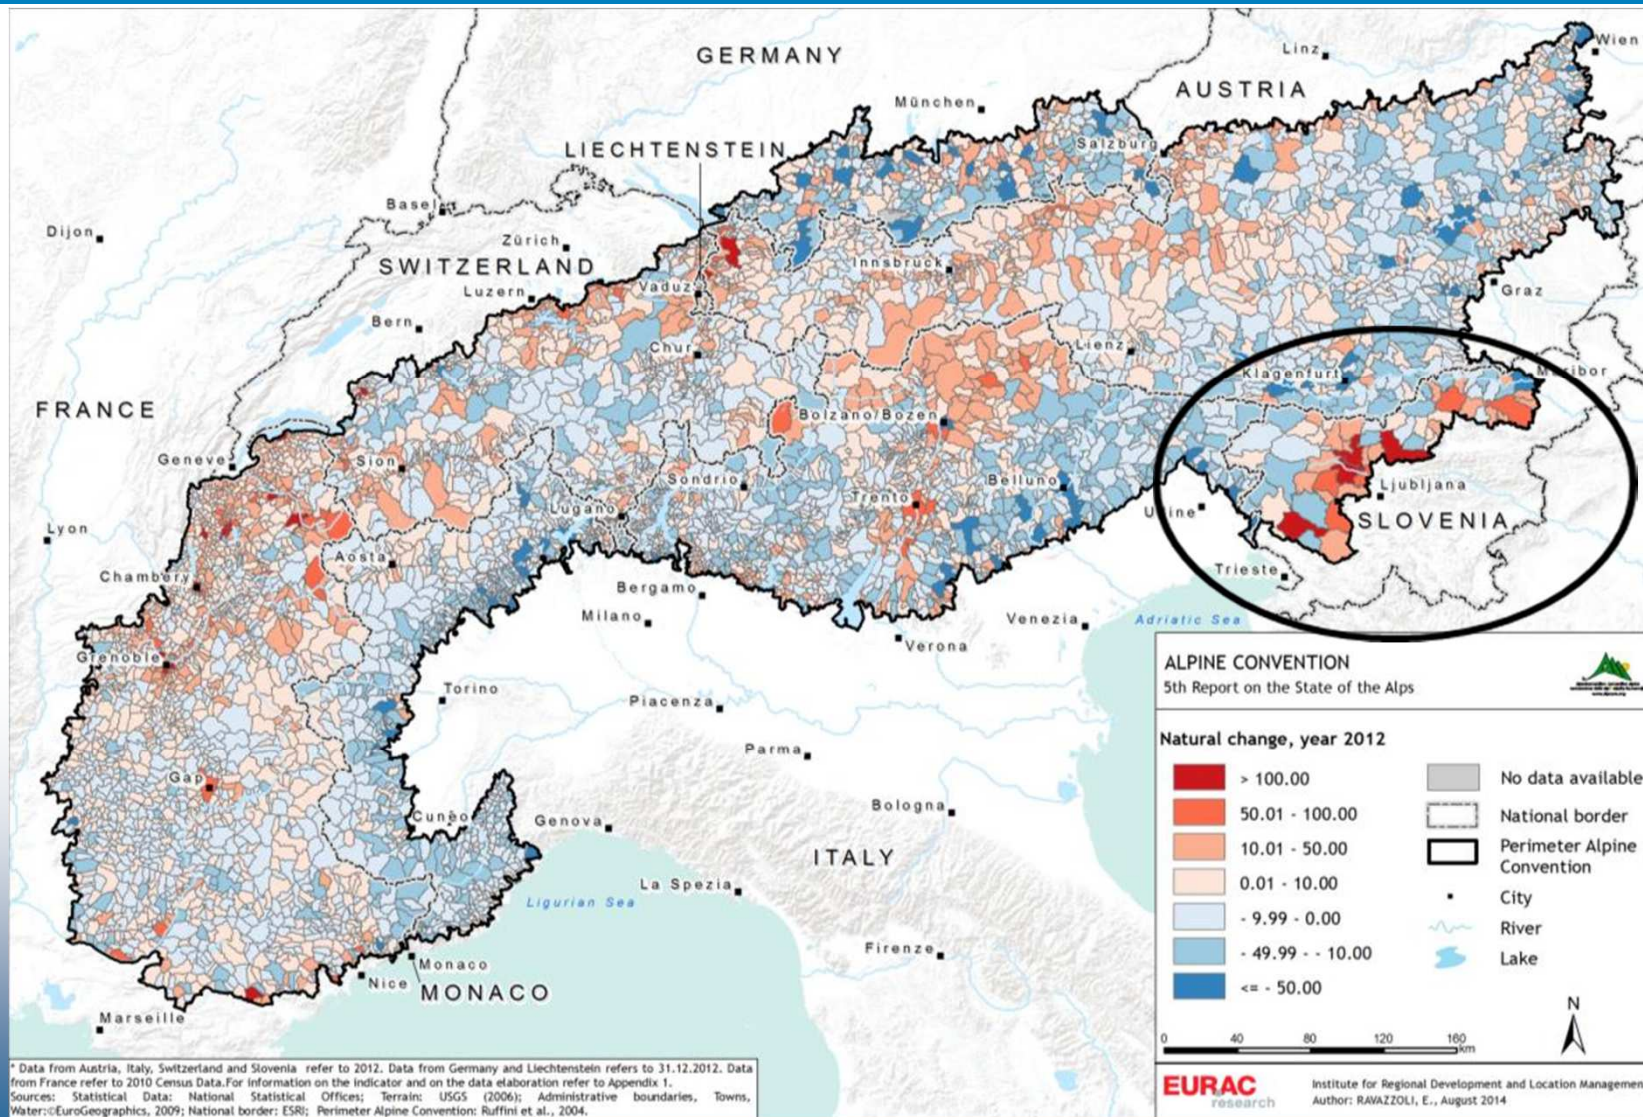 GERMANY
Linz
Wien
AUSTRIA
München
LIECHTENSTEIN
Salzburg
Basel
Dijon
Zürich
SWITZERLAND
Innsbruck
Luzern
Vaduz
Graz
Bern
Chur
Lienz
Klagenfurt
Maribor
FRANCE
Bolzano/Bozen
Geneve
Sion
Sondrio
Trento
Belluno
Ljubljana
Lugano
Udine
SLOVENIA
Lyon
Aosta
Trieste
Chambery
Bergamo
Milano
Venezia
Adriatic Sea
Verona
Grenoble
Torino
Piacenza
Parma
Gap
Bologna
Cuneo
Genova
ITALY
La Spezia
Ligurian Sea
Firenze
Monaco
Nice
MONACO
Marseille
ALPINE CONVENTION
5th Report on the State of the Alps
Natural change, year 2012
> 100.00
50.01 - 100.00
10.01 - 50.00
0.01 - 10.00
- 9.99 - 0.00
- 49.99 - - 10.00
<= - 50.00
No data available
National border
Perimeter Alpine
Convention
City
River
Lake
N
0 40 80 120 160
km
* Data from Austria, Italy, Switzerland and Slovenia refer to 2012. Data from Germany and Liechtenstein refers to 31.12.2012. Data
from France refer to 2010 Census Data.For information on the indicator and on the data elaboration refer to Appendix 1.
Sources: Statistical Data: National Statistical Offices; Terrain: USGS (2006); Administrative boundaries, Towns,
Water:©EuroGeographics, 2009; National border: ESRI; Perimeter Alpine Convention: Ruffini et al., 2004.
EURAC
research
Institute for Regional Development and Location Managemen
Author: RAVAZZOLI, E., August 2014